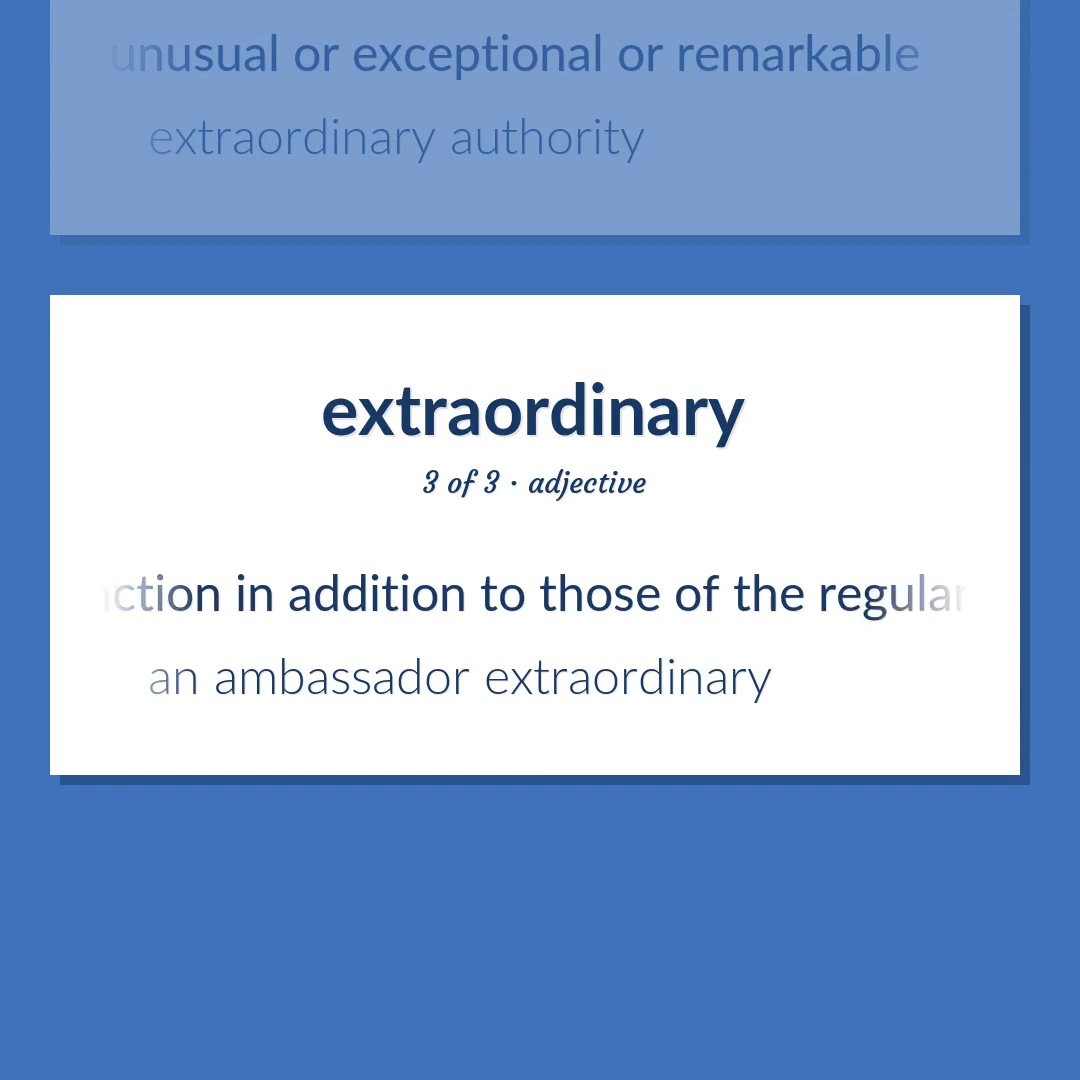 unusual or exceptional or remarkable
extraordinary authority
extraordinary
3 of 3 · adjective
ction in addition to those of the regular
an ambassador extraordinary